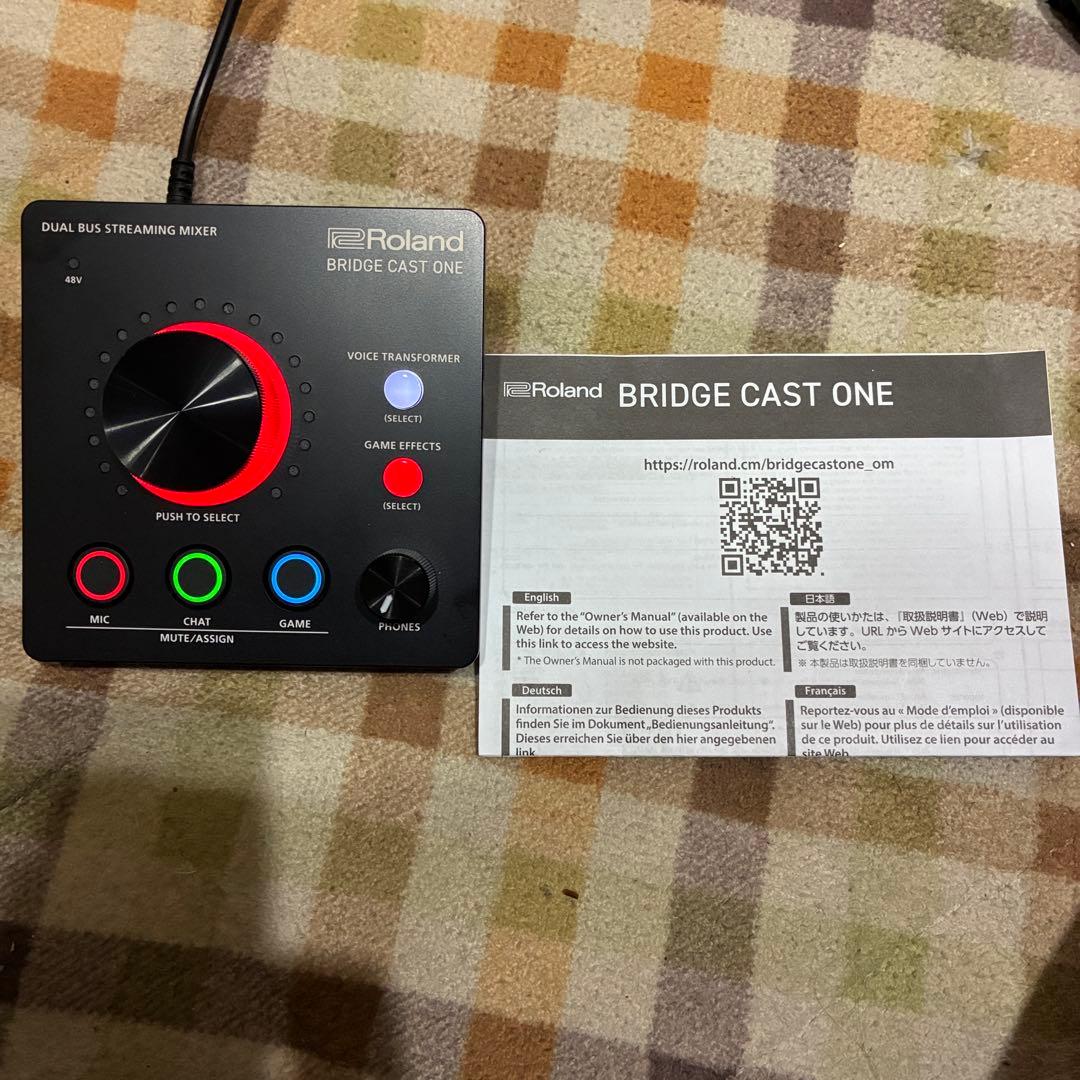 DUAL BUS STREAMING MIXER
Roland
BRIDGE CAST ONE
48V
VOICE TRANSFORMER
(SELECT)
GAME EFFECTS
(SELECT)
PUSH TO SELECT
MIC
CHAT
GAME
PHONES
MUTE/ASSIGN
Roland BRIDGE CAST ONE
https://roland.cm/bridgecastone_om
English
Refer to the “Owner’s Manual” (available on the
Web) for details on how to use this product. Use
this link to access the website.
* The Owner’s Manual is not packaged with this product.
日本語
製品の使いかたは、『取扱説明書』（Web）で説明
しています。URL から Web サイトにアクセスして
ご覧ください。
※ 本製品は取扱説明書を同梱していません。
Deutsch
Informationen zur Bedienung dieses Produkts
finden Sie im Dokument „Bedienungsanleitung“.
Dieses erreichen Sie über den hier angegebenen
link
Français
Reportez-vous au « Mode d’emploi » (disponible
sur le Web) pour plus de détails sur l’utilisation
de ce produit. Utilisez ce lien pour accéder au
site Web